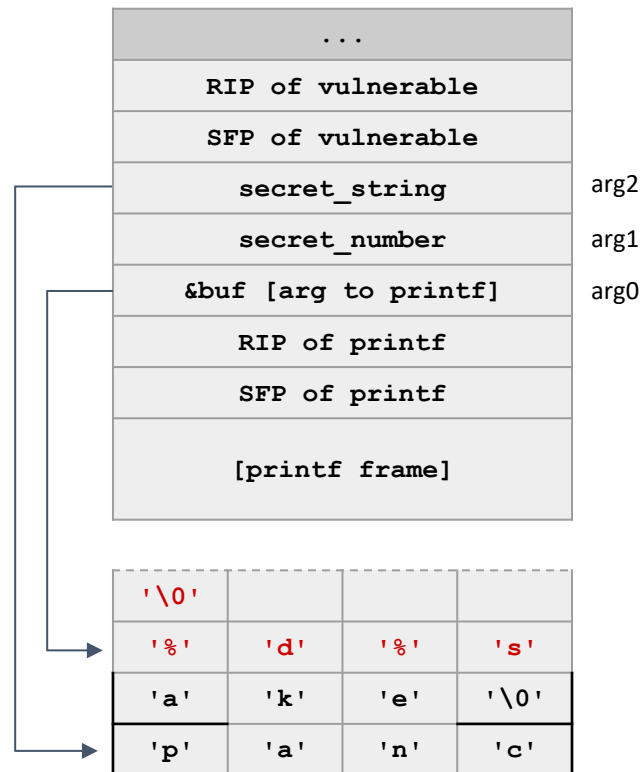 ...
RIP of vulnerable
SFP of vulnerable
secret_string arg2
secret_number arg1
&buf [arg to printf] arg0
RIP of printf
SFP of printf
[printf frame]
'\0'
'%' 'd' '%' 's'
'a' 'k' 'e' '\0'
'p' 'a' 'n' 'c'